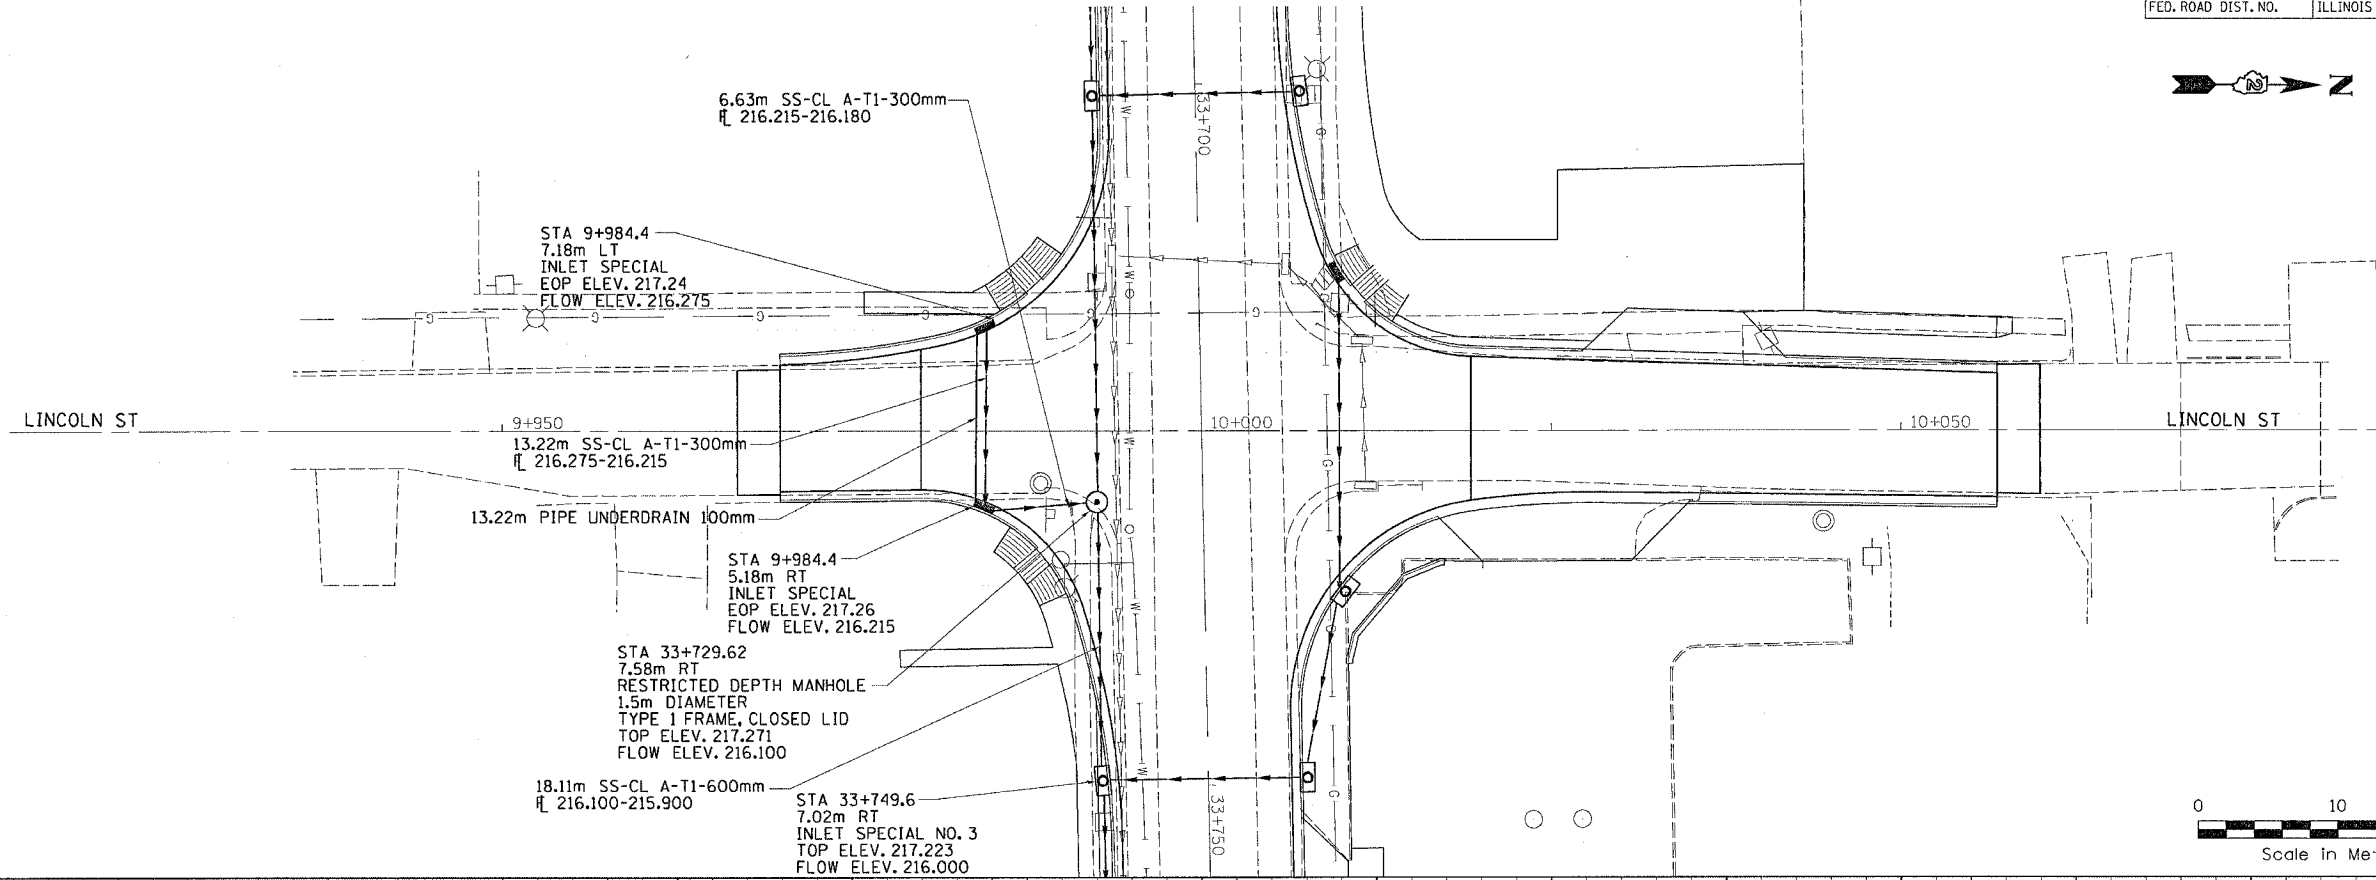 FED. ROAD DIST. NO. ILLINOIS
N
6.63m SS-CL A-T1-300mm
FL 216.215-216.180
33+700
STA 9+984.4
7.18m LT
INLET SPECIAL
EOP ELEV. 217.24
FLOW ELEV. 216.275
LINCOLN ST
9+950
10+000
10+050
LINCOLN ST
13.22m SS-CL A-T1-300mm
FL 216.275-216.215
13.22m PIPE UNDERDRAIN 100mm
STA 9+984.4
5.18m RT
INLET SPECIAL
EOP ELEV. 217.26
FLOW ELEV. 216.215
STA 33+729.62
7.58m RT
RESTRICTED DEPTH MANHOLE
1.5m DIAMETER
TYPE 1 FRAME, CLOSED LID
TOP ELEV. 217.271
FLOW ELEV. 216.100
18.11m SS-CL A-T1-600mm
FL 216.100-215.900
STA 33+749.6
7.02m RT
INLET SPECIAL NO. 3
TOP ELEV. 217.223
FLOW ELEV. 216.000
33+750
0 10
Scale in Me